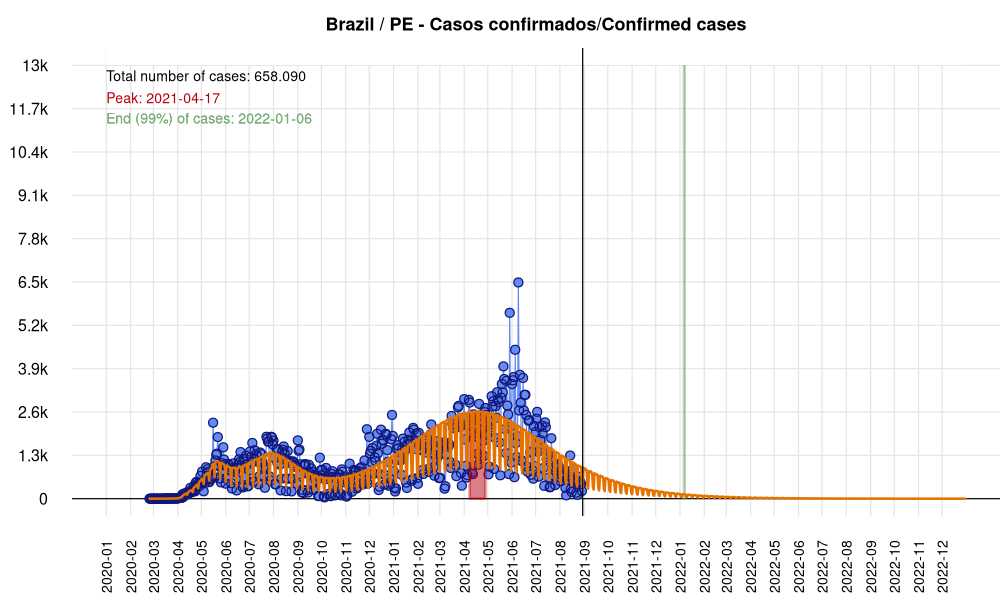 Brazil / PE - Casos confirmados/Confirmed cases
Total number of cases: 658.090
Peak: 2021-04-17
End (99%) of cases: 2022-01-06
13k
11.7k
10.4k
9.1k
7.8k
6.5k
5.2k
3.9k
2.6k
1.3k
0
2020-01
2020-02
2020-03
2020-04
2020-05
2020-06
2020-07
2020-08
2020-09
2020-10
2020-11
2020-12
2021-01
2021-02
2021-03
2021-04
2021-05
2021-06
2021-07
2021-08
2021-09
2021-10
2021-11
2021-12
2022-01
2022-02
2022-03
2022-04
2022-05
2022-06
2022-07
2022-08
2022-09
2022-10
2022-11
2022-12